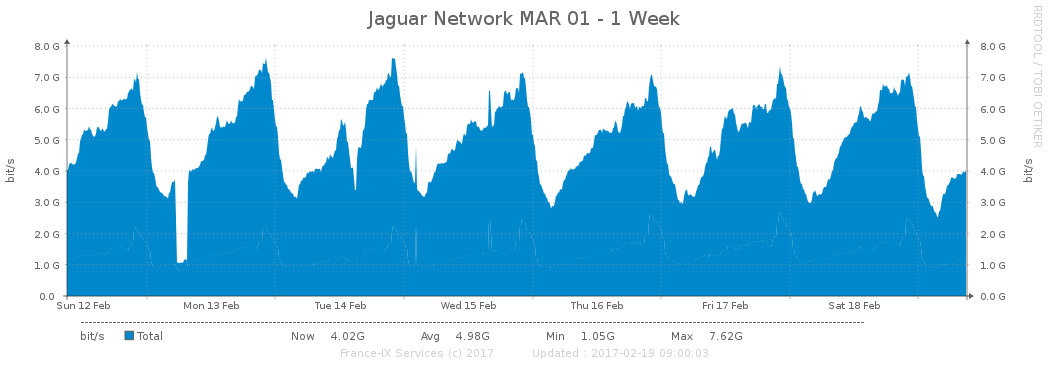 Jaguar Network MAR 01 - 1 Week
RRDTOOL / TOBI OETIKER
bit/s
bit/s
8.0 G 8.0 G
7.0 G 7.0 G
6.0 G 6.0 G
5.0 G 5.0 G
4.0 G 4.0 G
3.0 G 3.0 G
2.0 G 2.0 G
1.0 G 1.0 G
0.0 0.0 G
Sun 12 Feb Mon 13 Feb Tue 14 Feb Wed 15 Feb Thu 16 Feb Fri 17 Feb Sat 18 Feb
bit/s Total Now 4.02G Avg 4.98G Min 1.05G Max 7.62G
France-IX Services (c) 2017 Updated : 2017-02-19 09:00:03